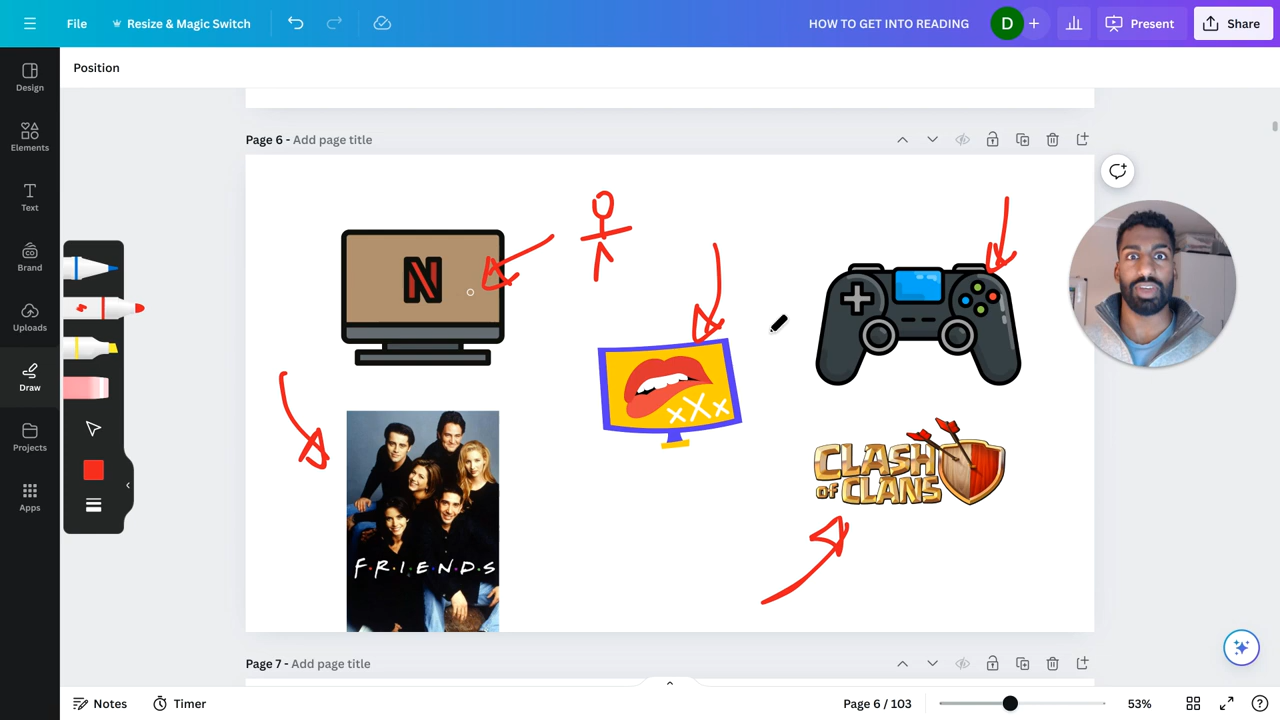 File
Resize & Magic Switch
HOW TO GET INTO READING
D
Present
Share
Position
Design
Elements
Text
Brand
Uploads
Draw
Projects
Apps
Page 6 - Add page title
N
xXx
CLASH
OF CLANS
F·R·I·E·N·D·S
Page 7 - Add page title
Notes
Timer
Page 6 / 103
53%